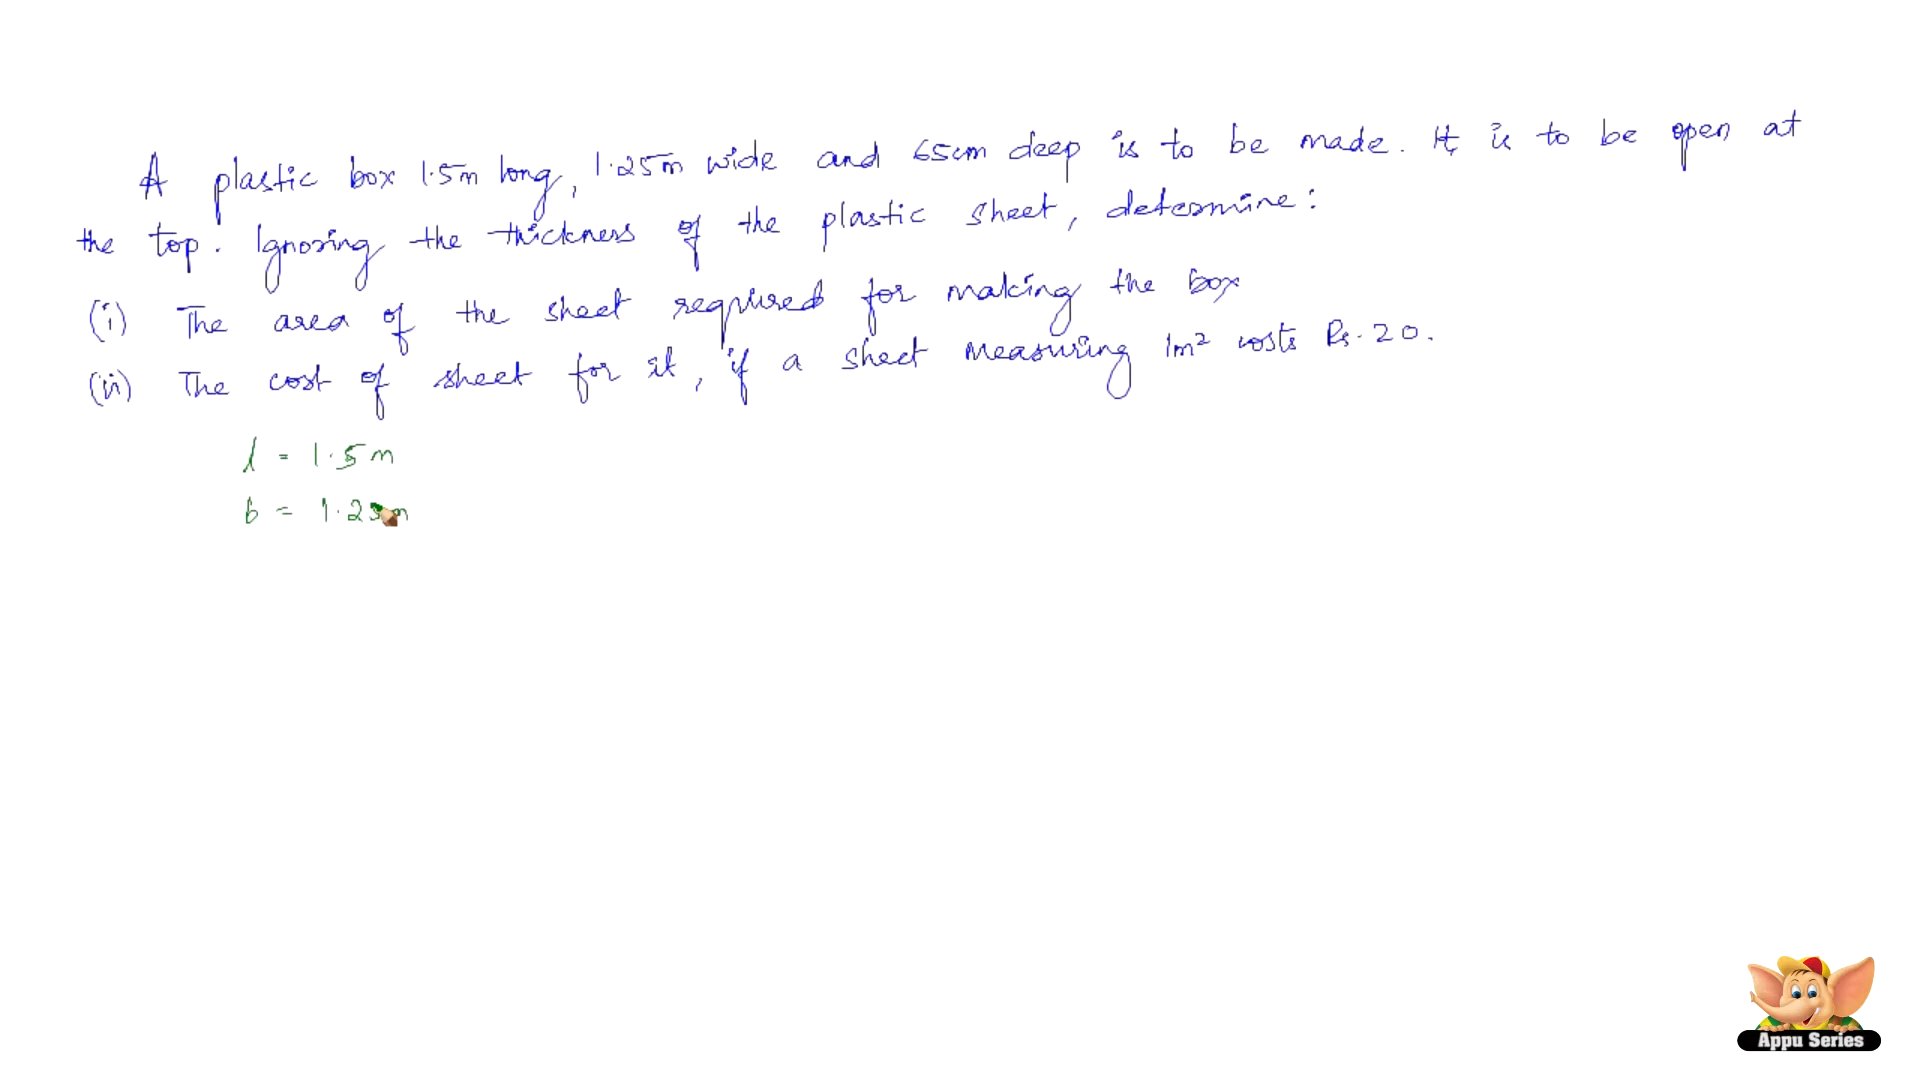 A plastic box 1.5m long, 1.25m wide and 65cm deep is to be made. It is to be open at
the top. Ignoring the thickness of the plastic sheet, determine:
(i) The area of the sheet required for making the box
(ii) The cost of sheet for it, if a sheet measuring 1m² costs Rs.20.
l = 1.5m
b = 1.25m
Appu Series